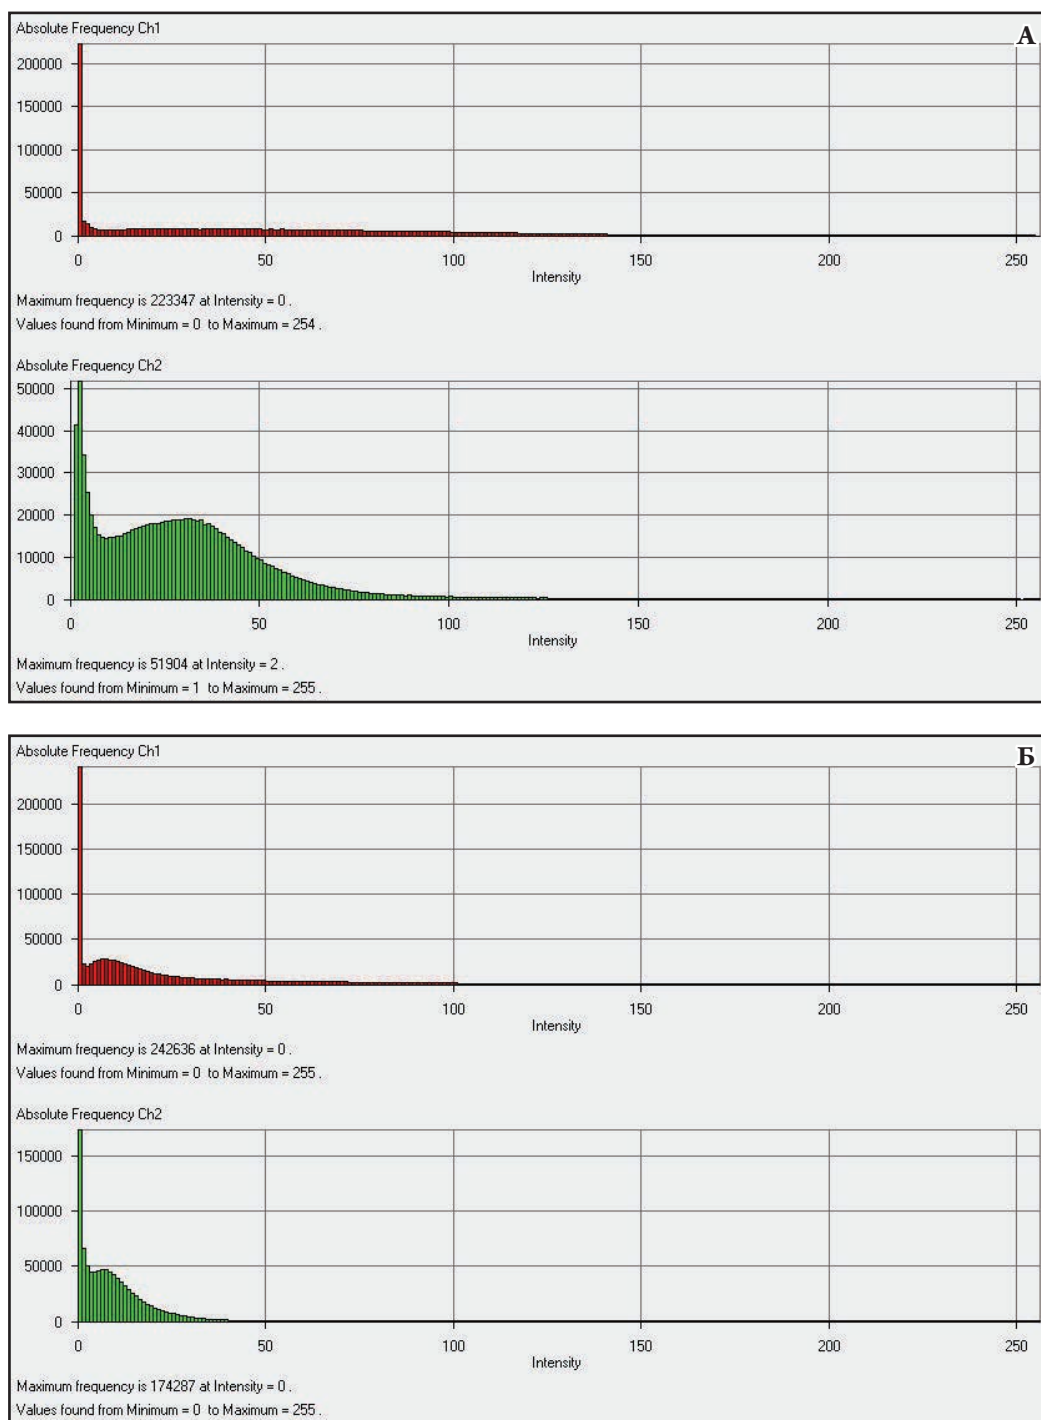 Absolute Frequency Ch1
А
200000
150000
100000
50000
0
0 50 100 150 200 250
Intensity
Maximum frequency is 223347 at Intensity = 0 .
Values found from Minimum = 0 to Maximum = 254 .
Absolute Frequency Ch2
50000
40000
30000
20000
10000
0
0 50 100 150 200 250
Intensity
Maximum frequency is 51904 at Intensity = 2 .
Values found from Minimum = 1 to Maximum = 255 .
Absolute Frequency Ch1
Б
200000
150000
100000
50000
0
0 50 100 150 200 250
Intensity
Maximum frequency is 242636 at Intensity = 0 .
Values found from Minimum = 0 to Maximum = 255 .
Absolute Frequency Ch2
150000
100000
50000
0
0 50 100 150 200 250
Intensity
Maximum frequency is 174287 at Intensity = 0 .
Values found from Minimum = 0 to Maximum = 255 .